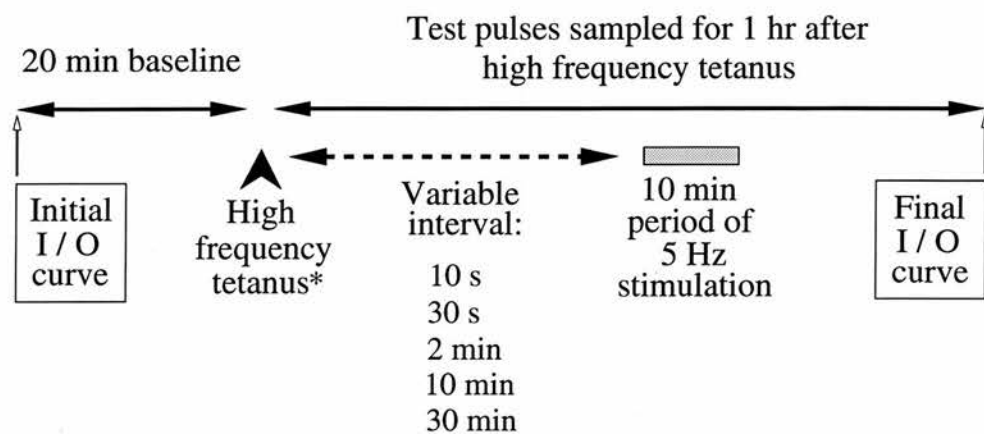 20 min baseline
Test pulses sampled for 1 hr after
high frequency tetanus
Initial
I / O
curve
High
frequency
tetanus*
Variable
interval:
10 s
30 s
2 min
10 min
30 min
10 min
period of
5 Hz
stimulation
Final
I / O
curve